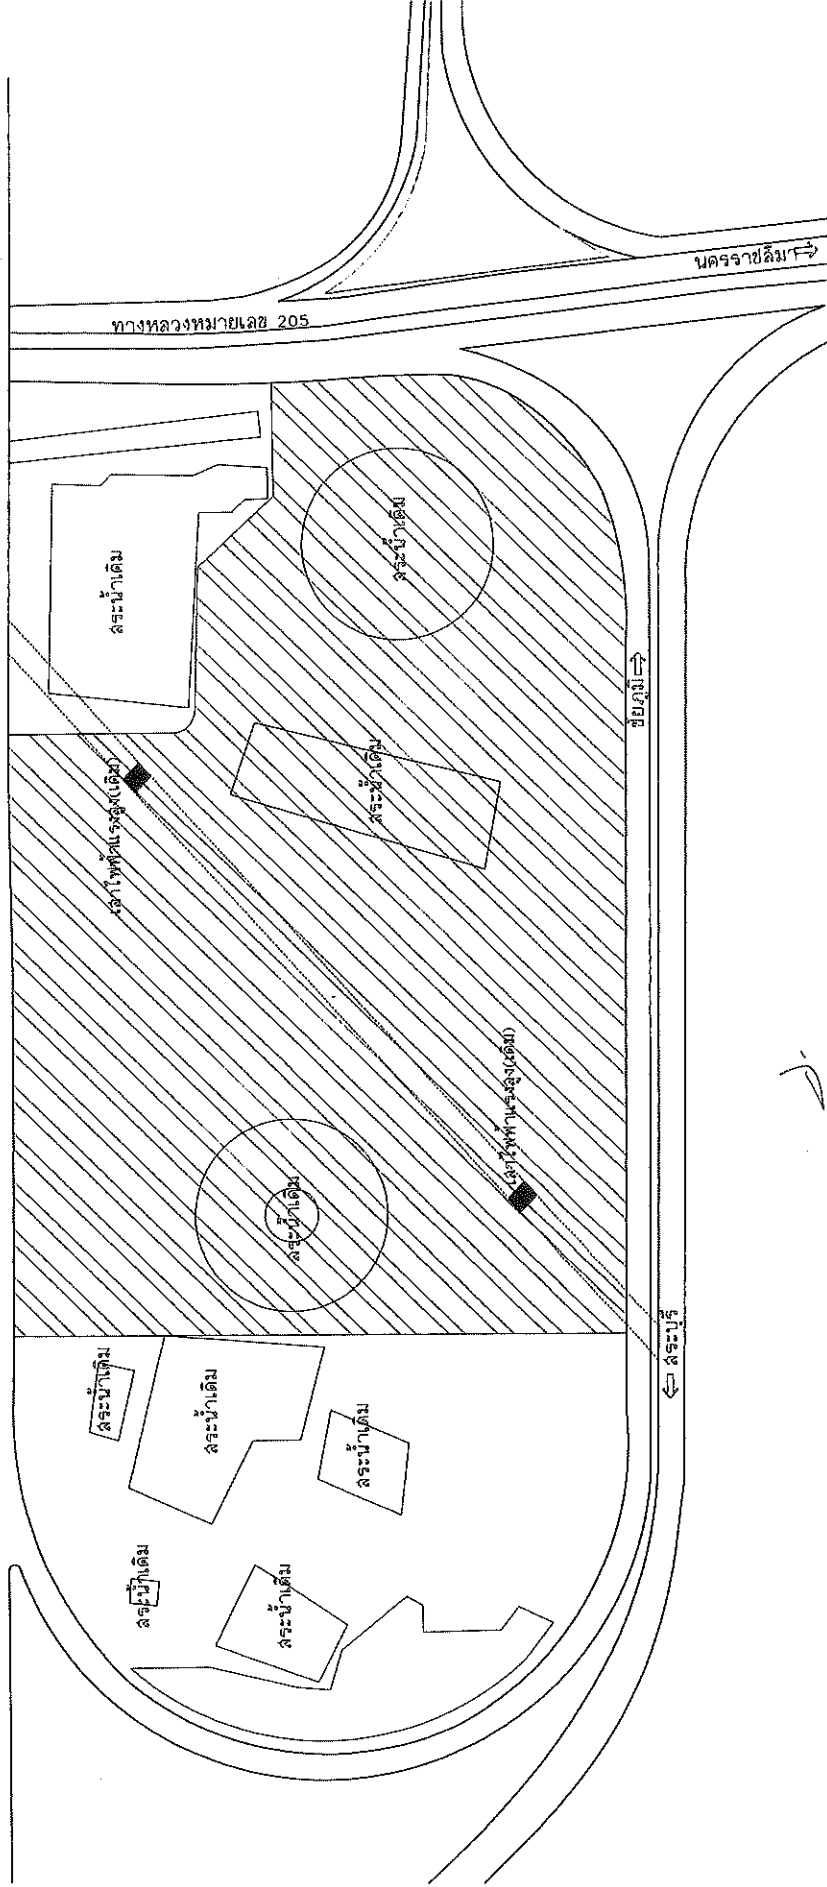 ทางหลวงหมายเลข 205
นครราชสีมา
สระน้ำเดิม
สระน้ำเดิม
ชัยภูมิ
สระน้ำเดิม
เสาไฟฟ้าแรงสูง(เดิม)
เสาไฟฟ้าแรงสูง(เดิม)
สระน้ำเดิม
สระบุรี
สระน้ำเดิม
สระน้ำเดิม
สระน้ำเดิม
สระน้ำเดิม
สระน้ำเดิม